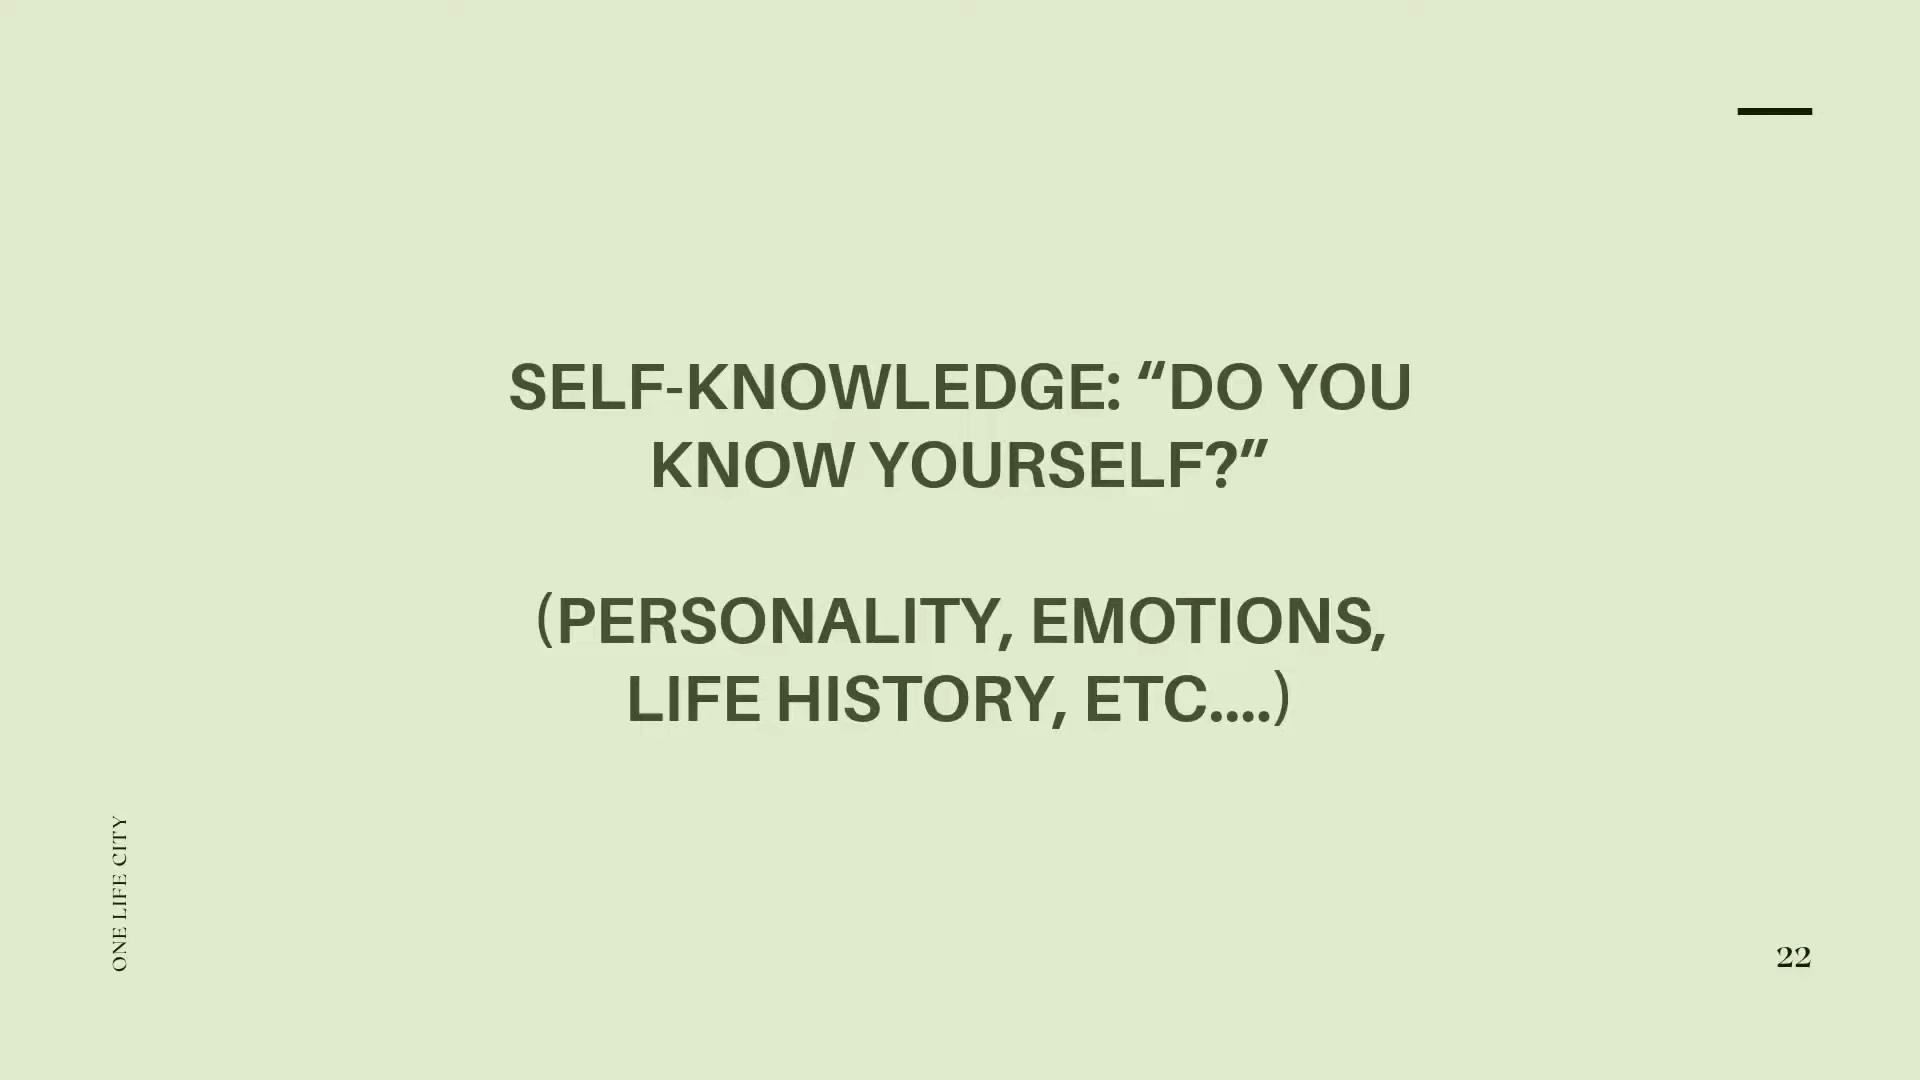 SELF-KNOWLEDGE: “DO YOU
KNOW YOURSELF?”
(PERSONALITY, EMOTIONS,
LIFE HISTORY, ETC....)
ONE LIFE CITY
22